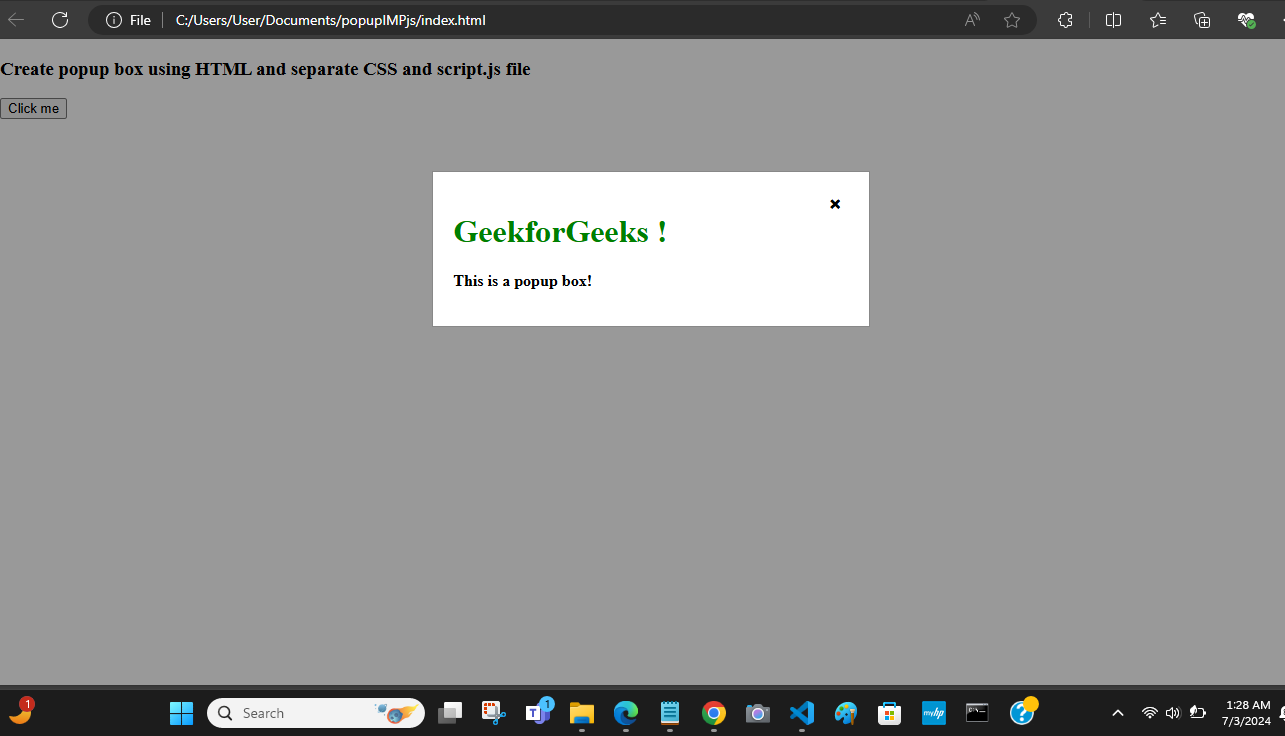 File
C:/Users/User/Documents/popupIMPjs/index.html
Create popup box using HTML and separate CSS and script.js file
Click me
GeekforGeeks !
This is a popup box!
1
Search
T
1
myhp
?
1:28 AM
7/3/2024